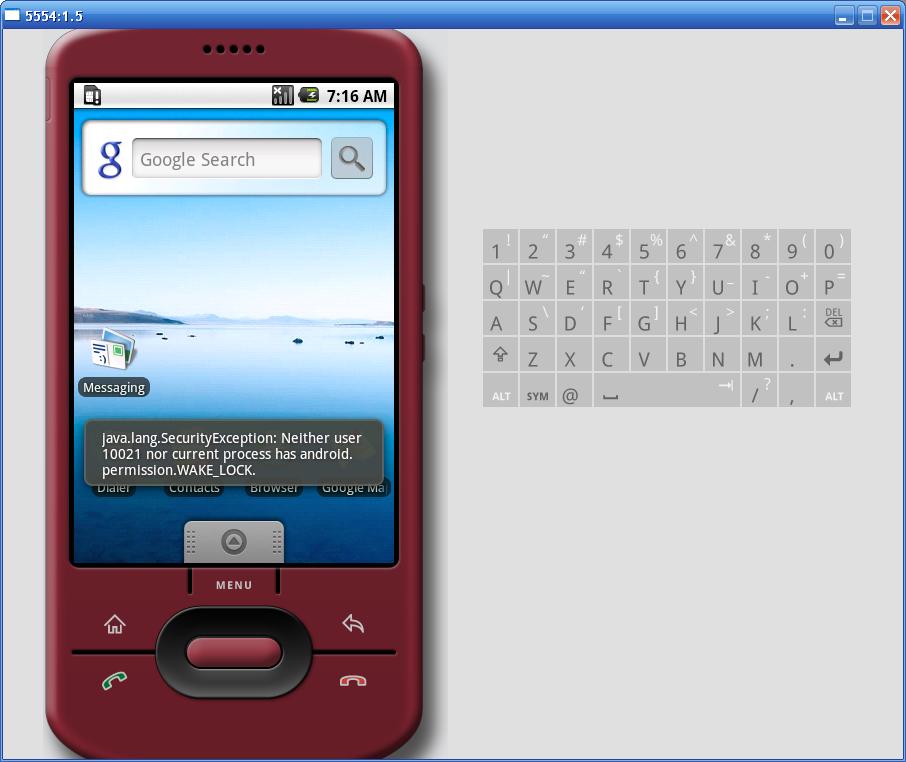 5554:1.5
7:16 AM
g Google Search
Messaging
java.lang.SecurityException: Neither user
10021 nor current process has android.
permission.WAKE_LOCK.
Dialer Contacts Browser Google Ma
MENU
1 ! 2 “ 3 # 4 $ 5 % 6 ^ 7 & 8 * 9 ( 0 )
Q | W ~ E “ R ` T { Y } U _ I - O + P =
A S \ D ‘ F [ G ] H < J > K ; L : DEL
Z X C V B N M .
ALT SYM @ / ? , ALT